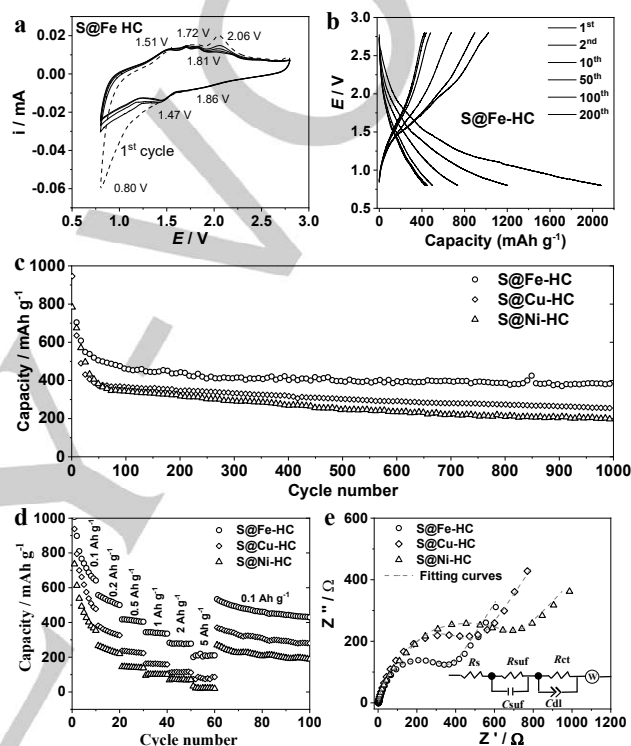 a
S@Fe HC
1.51 V
1.72 V
2.06 V
1.81 V
1.86 V
1.47 V
1st cycle
0.80 V
0.02
0.00
-0.02
-0.04
-0.06
i / mA
0.5 1.0 1.5 2.0 2.5 3.0
E / V
b
1st
2nd
10th
50th
100th
200th
S@Fe-HC
3.0
2.5
2.0
1.5
1.0
0.5
E / V
0 400 800 1200 1600 2000
Capacity (mAh g-1)
c
S@Fe-HC
S@Cu-HC
S@Ni-HC
1000
800
600
400
200
0
Capacity / mAh g-1
0 100 200 300 400 500 600 700 800 900 1000
Cycle number
d
S@Fe-HC
S@Cu-HC
S@Ni-HC
0.1 Ah g-1
0.2 Ah g-1
0.5 Ah g-1
1 Ah g-1
2 Ah g-1
5 Ah g-1
0.1 Ah g-1
1000
800
600
400
200
0
Capacity / mAh g-1
0 20 40 60 80 100
Cycle number
e
S@Fe-HC
S@Cu-HC
S@Ni-HC
Fitting curves
Rs Rsuf Rct
W
Csuf Cdl
600
400
200
0
Z'' / Ω
0 200 400 600 800 1000 1200
Z' / Ω